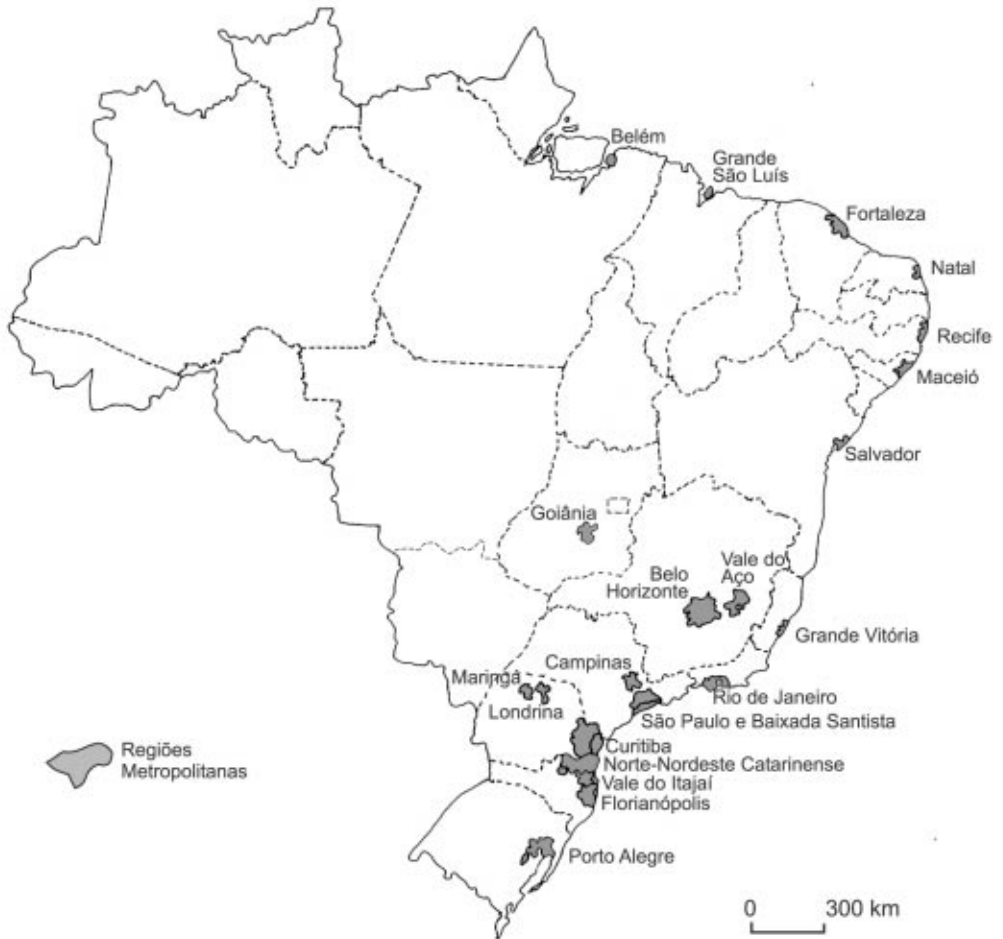 Belém
Grande
São Luís
Fortaleza
Natal
Recife
Maceió
Salvador
Goiânia
Vale do
Aço
Belo
Horizonte
Grande Vitória
Campinas
Maringá
Rio de Janeiro
Londrina
São Paulo e Baixada Santista
Curitiba
Regiões
Metropolitanas
Norte-Nordeste Catarinense
Vale do Itajaí
Florianópolis
Porto Alegre
0 300 km